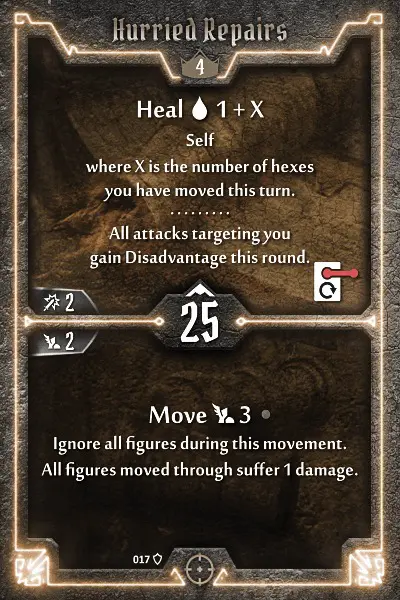 Hurried Repairs
4
Heal 1 + X
Self
where X is the number of hexes
you have moved this turn.
.........
All attacks targeting you
gain Disadvantage this round.
2
25
2
Move 3
Ignore all figures during this movement.
All figures moved through suffer 1 damage.
017